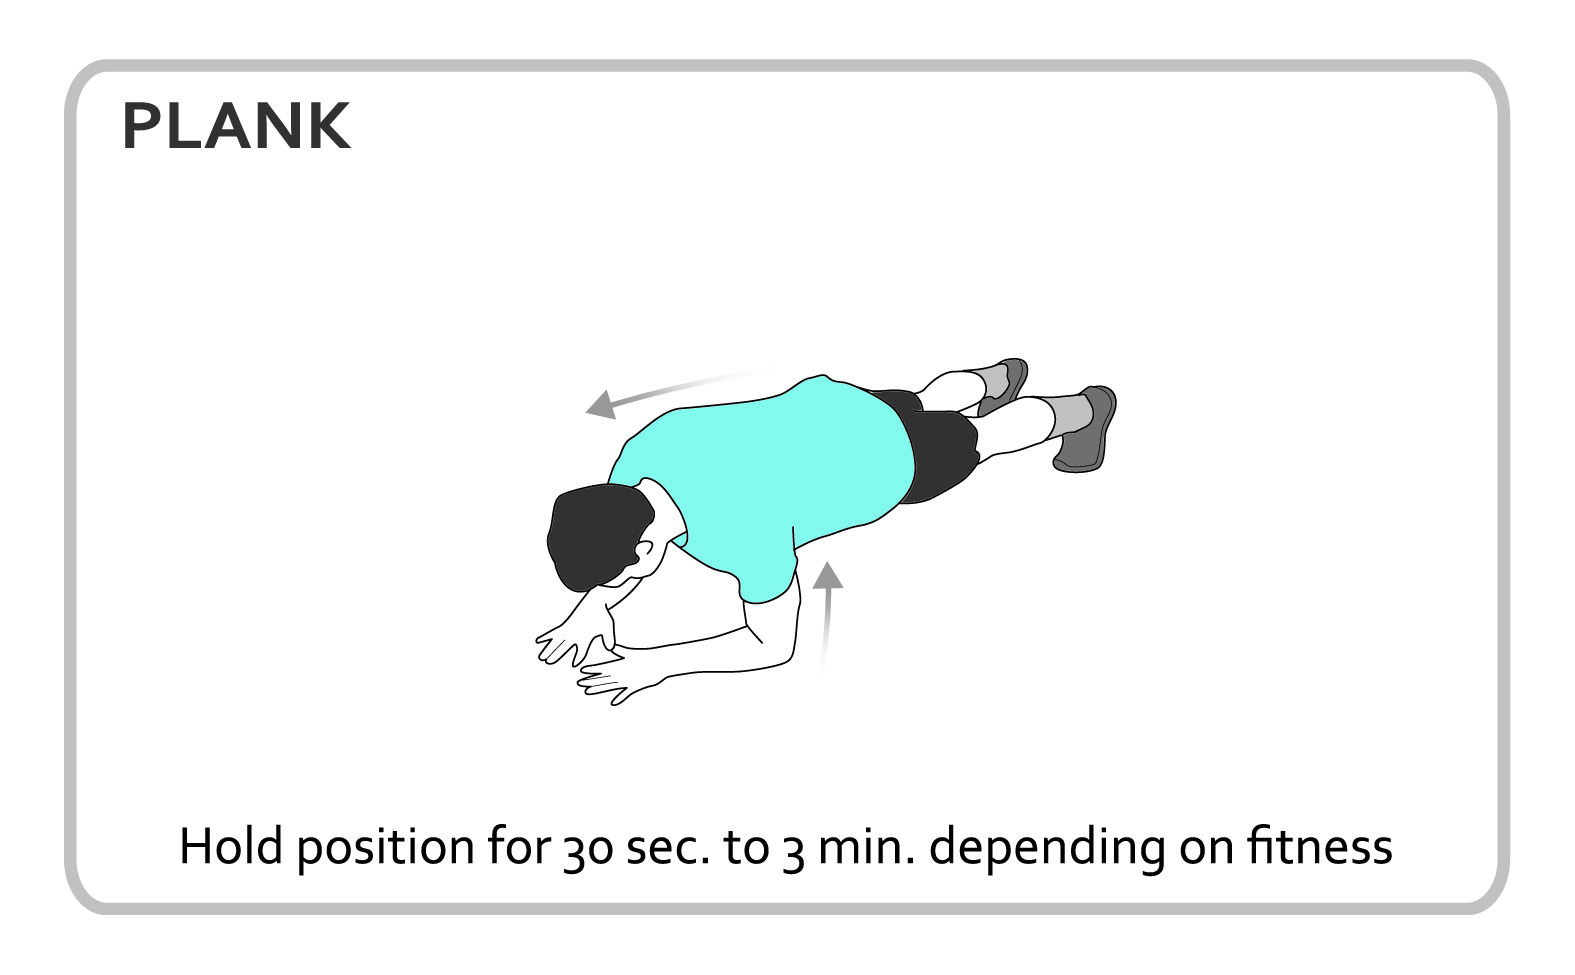 PLANK
Hold position for 30 sec. to 3 min. depending on fitness